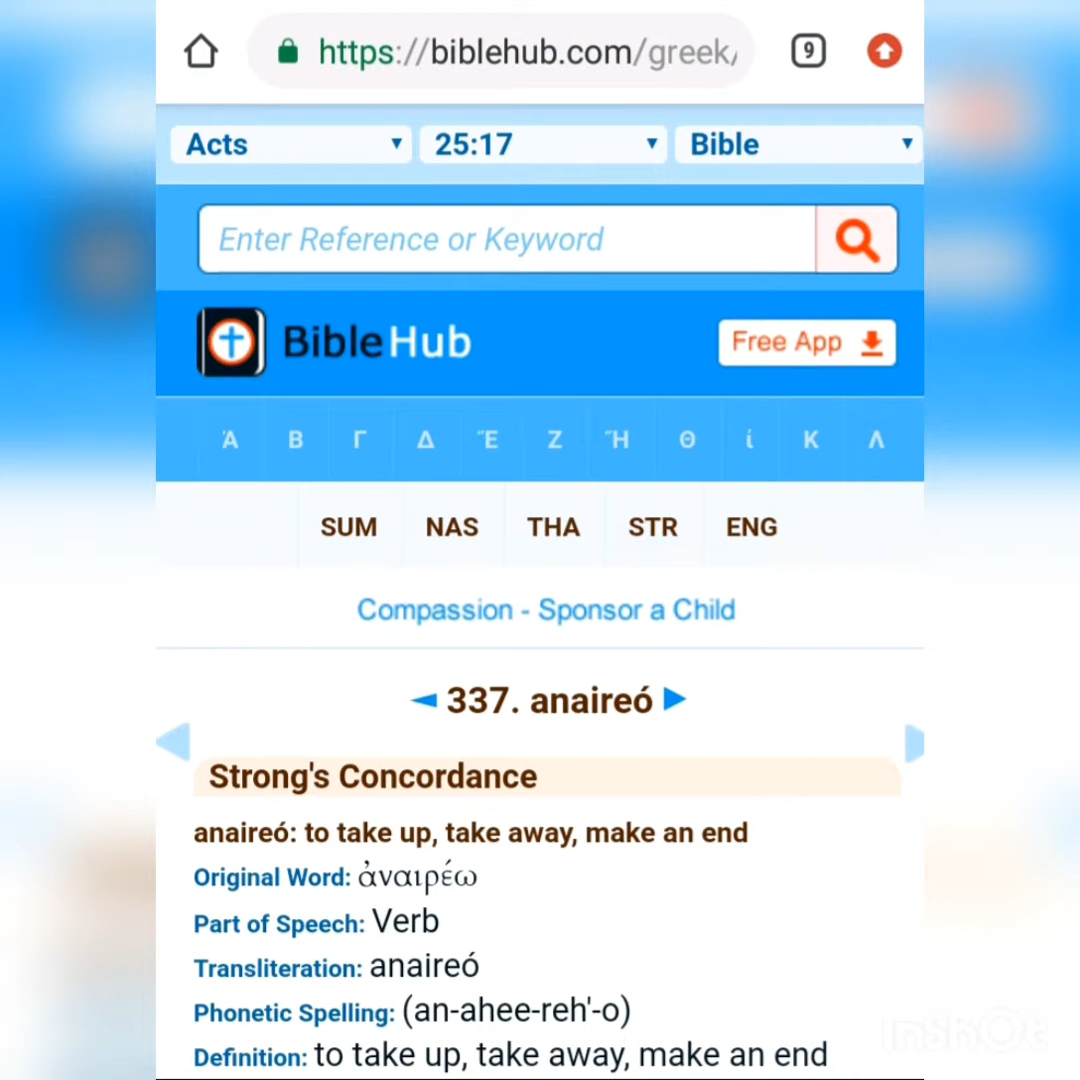 https://biblehub.com/greek/
9
Acts 25:17 Bible
Enter Reference or Keyword
Bible Hub Free App
Ά Β Γ Δ Έ Ζ Ή Θ ί Κ Λ
SUM NAS THA STR ENG
Compassion - Sponsor a Child
337. anaireó
Strong's Concordance
anaireó: to take up, take away, make an end
Original Word: ἀναιρέω
Part of Speech: Verb
Transliteration: anaireó
Phonetic Spelling: (an-ahee-reh'-o)
Definition: to take up, take away, make an end
InShOt